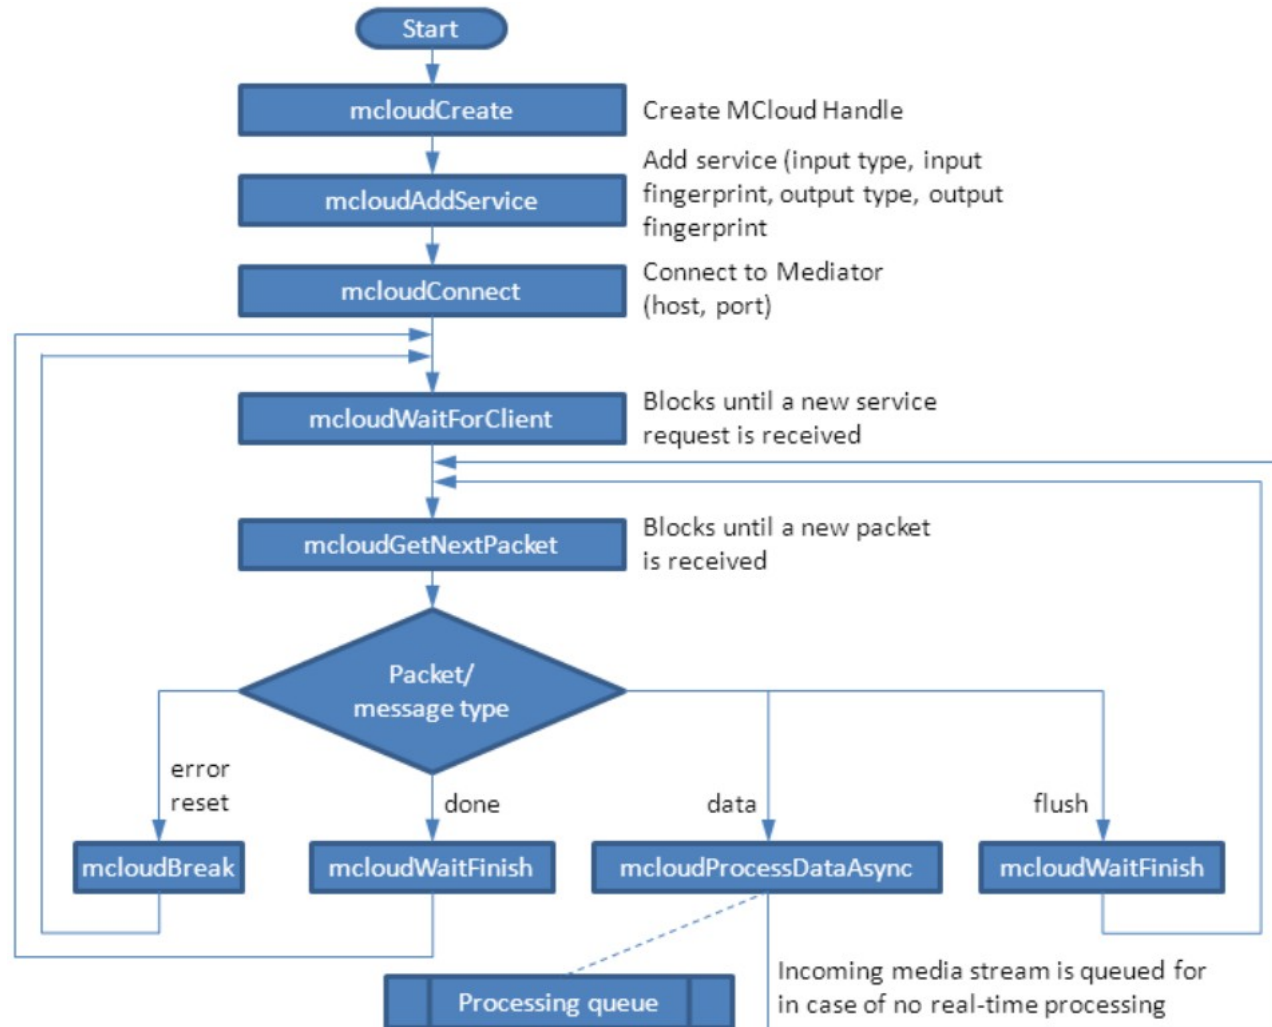 Start
mcloudCreate
Create MCloud Handle
mcloudAddService
Add service (input type, input
fingerprint, output type, output
fingerprint
mcloudConnect
Connect to Mediator
(host, port)
mcloudWaitForClient
Blocks until a new service
request is received
mcloudGetNextPacket
Blocks until a new packet
is received
Packet/
message type
error
reset
done
data
flush
mcloudBreak
mcloudWaitFinish
mcloudProcessDataAsync
mcloudWaitFinish
Processing queue
Incoming media stream is queued for
in case of no real-time processing